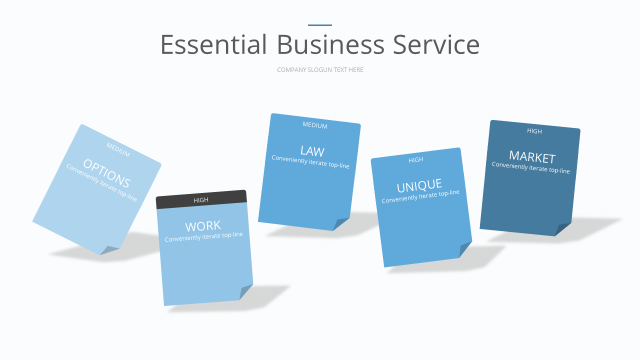 Essential Business Service
COMPANY SLOGUN TEXT HERE
MEDIUM
OPTIONS
Conveniently iterate top-line
HIGH
WORK
Conveniently iterate top-line
MEDIUM
LAW
Conveniently iterate top-line
HIGH
UNIQUE
Conveniently iterate top-line
HIGH
MARKET
Conveniently iterate top-line